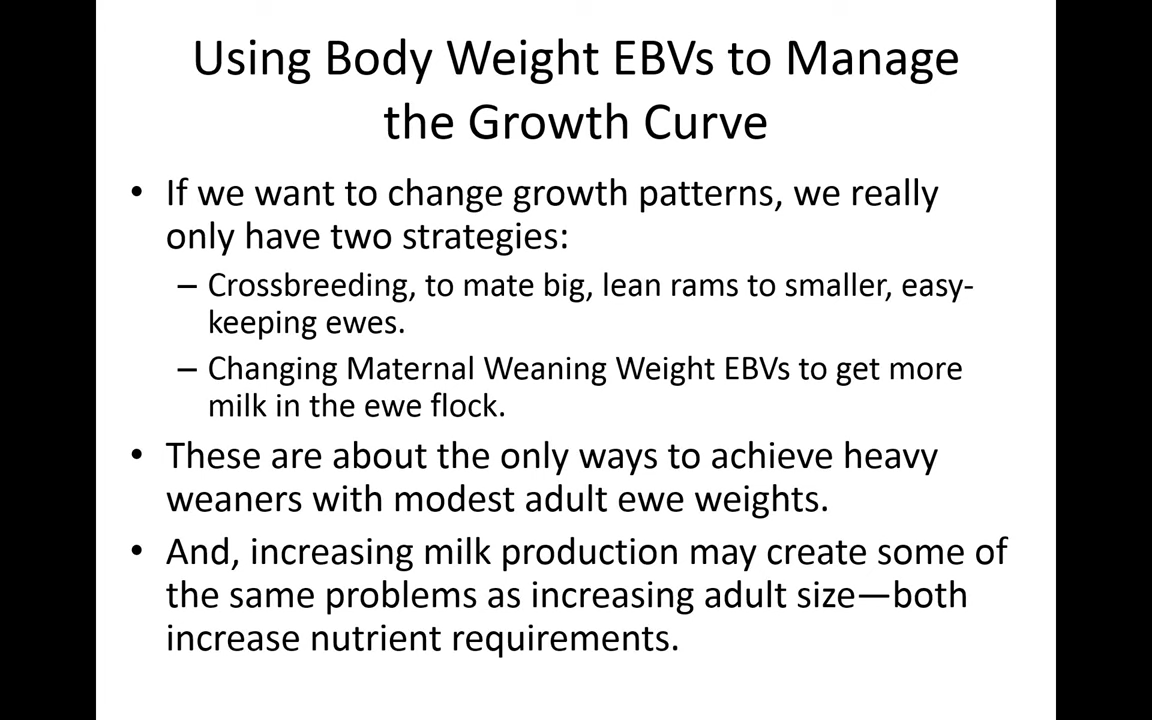 Using Body Weight EBVs to Manage
the Growth Curve
• If we want to change growth patterns, we really
only have two strategies:
– Crossbreeding, to mate big, lean rams to smaller, easy-
keeping ewes.
– Changing Maternal Weaning Weight EBVs to get more
milk in the ewe flock.
• These are about the only ways to achieve heavy
weaners with modest adult ewe weights.
• And, increasing milk production may create some of
the same problems as increasing adult size—both
increase nutrient requirements.